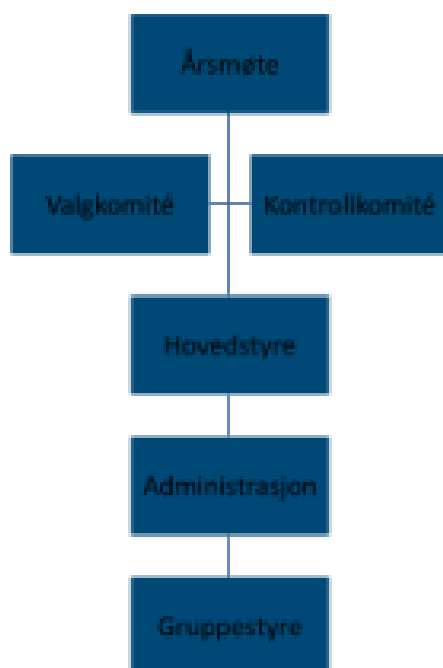 Årsmøte
Valgkomité
Kontrollkomité
Hovedstyre
Administrasjon
Gruppestyre